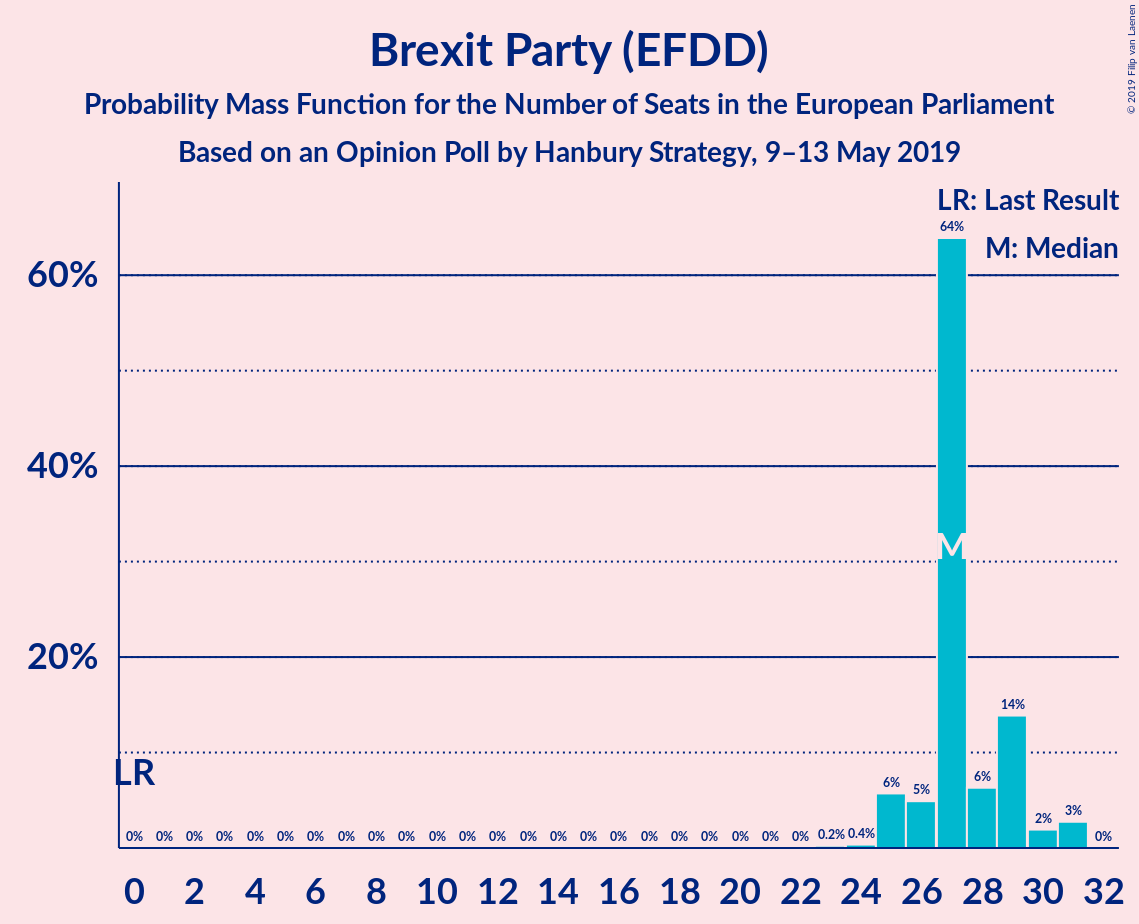 Brexit Party (EFDD)
Probability Mass Function for the Number of Seats in the European Parliament
Based on an Opinion Poll by Hanbury Strategy, 9–13 May 2019
© 2019 Filip van Laenen
LR: Last Result
M: Median
60%
40%
20%
LR
M
0% 0% 0% 0% 0% 0% 0% 0% 0% 0% 0% 0% 0% 0% 0% 0% 0% 0% 0% 0% 0% 0% 0% 0.2% 0.4% 6% 5% 64% 6% 14% 2% 3% 0%
0 2 4 6 8 10 12 14 16 18 20 22 24 26 28 30 32